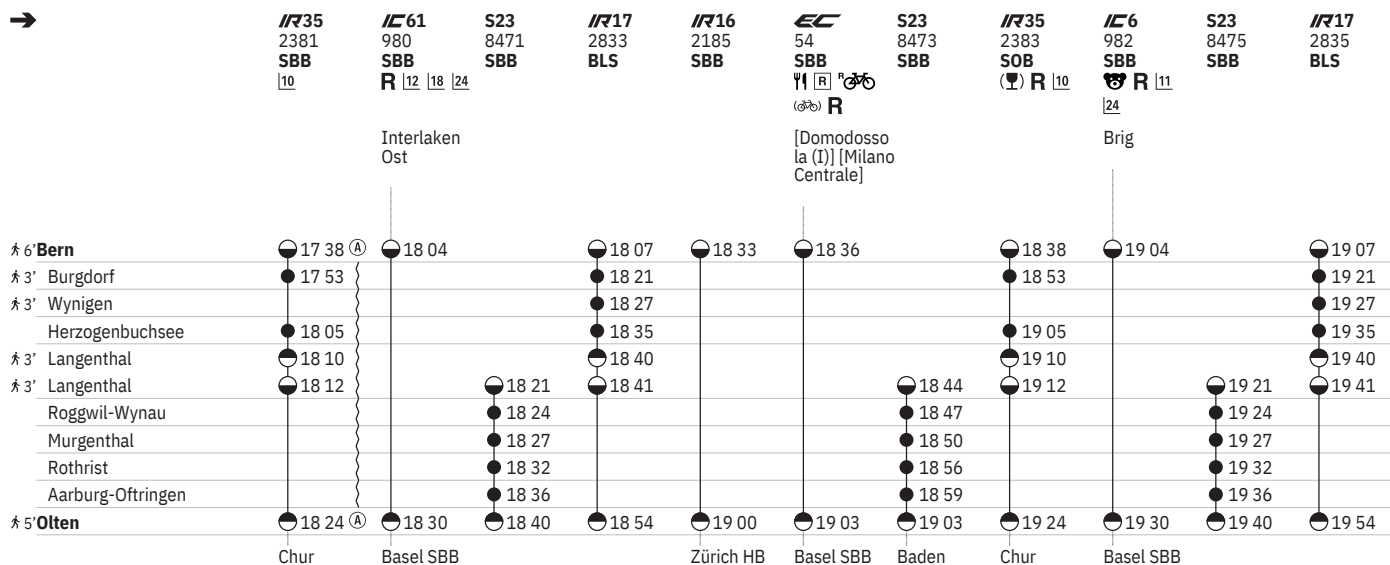 IR35 IC61 S23 IR17 IR16 EC S23 IR35 IC6 S23 IR17
2381 980 8471 2833 2185 54 8473 2383 982 8475 2835
SBB SBB SBB BLS SBB SBB SBB SOB SBB SBB BLS
10 R 12 18 24 R R R 10 R 11
R 24
Interlaken [Domodosso Brig
Ost la (I)] [Milano
Centrale]
6' Bern 17 38 A 18 04 18 07 18 33 18 36 18 38 19 04 19 07
3' Burgdorf 17 53 18 21 18 53 19 21
3' Wynigen 18 27 19 27
Herzogenbuchsee 18 05 18 35 19 05 19 35
3' Langenthal 18 10 18 40 19 10 19 40
3' Langenthal 18 12 18 21 18 41 18 44 19 12 19 21 19 41
Roggwil-Wynau 18 24 18 47 19 24
Murgenthal 18 27 18 50 19 27
Rothrist 18 32 18 56 19 32
Aarburg-Oftringen 18 36 18 59 19 36
5' Olten 18 24 A 18 30 18 40 18 54 19 00 19 03 19 03 19 24 19 30 19 40 19 54
Chur Basel SBB Zürich HB Basel SBB Baden Chur Basel SBB